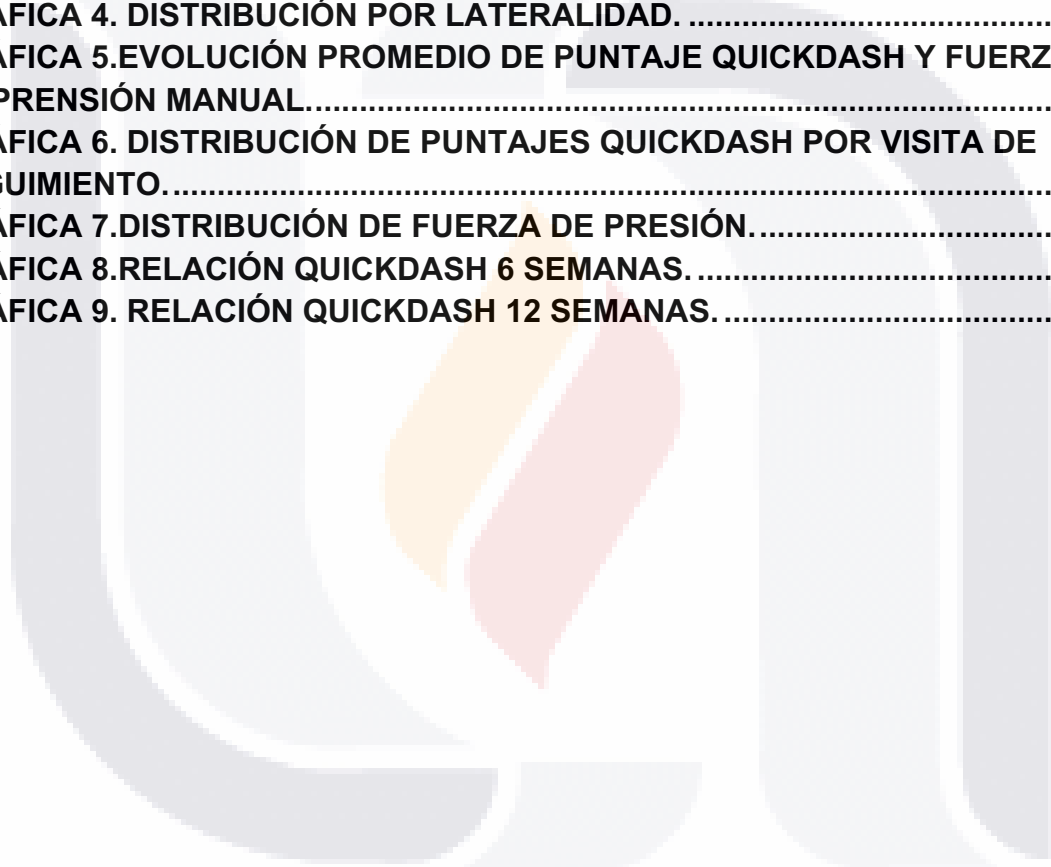 AFICA 4. DISTRIBUCIÓN POR LATERALIDAD. ......................................
AFICA 5.EVOLUCIÓN PROMEDIO DE PUNTAJE QUICKDASH Y FUERZ
PRENSIÓN MANUAL...................................................................................
AFICA 6. DISTRIBUCIÓN DE PUNTAJES QUICKDASH POR VISITA DE
GUIMIENTO. .................................................................................................
AFICA 7.DISTRIBUCIÓN DE FUERZA DE PRESIÓN. ................................
AFICA 8.RELACIÓN QUICKDASH 6 SEMANAS. .......................................
AFICA 9. RELACIÓN QUICKDASH 12 SEMANAS. ....................................